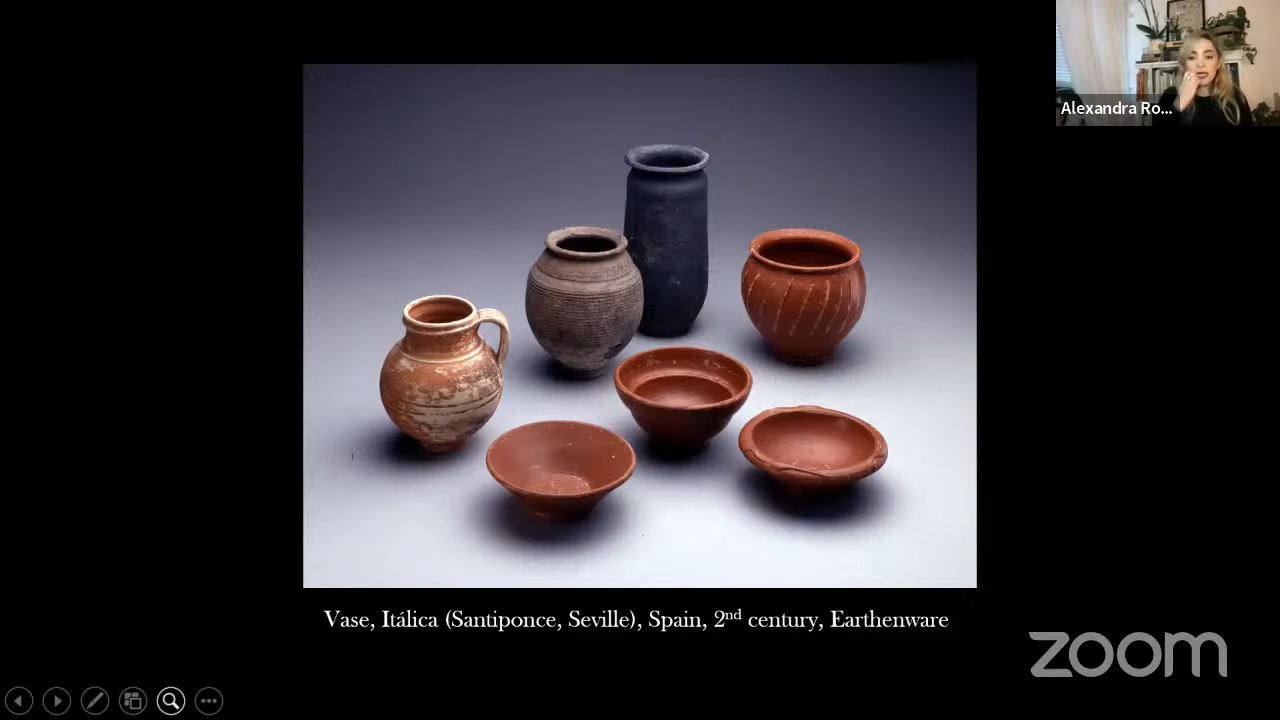 Alexandra Ro...
Vase, Itálica (Santiponce, Seville), Spain, 2nd century, Earthenware
zoom